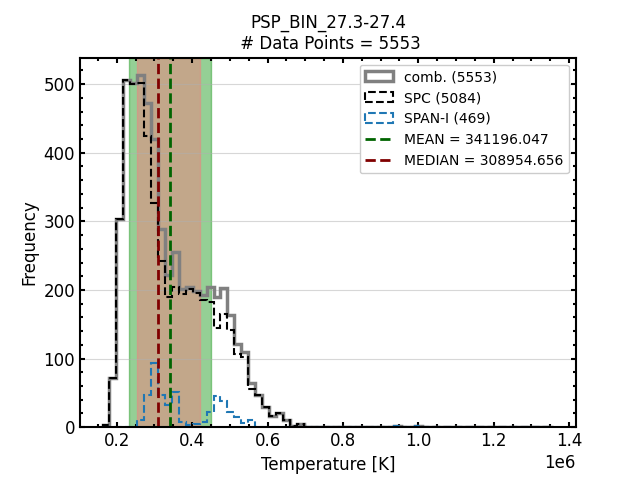 PSP_BIN_27.3-27.4
# Data Points = 5553
Frequency
500
400
300
200
100
0
comb. (5553)
SPC (5084)
SPAN-I (469)
MEAN = 341196.047
MEDIAN = 308954.656
0.2 0.4 0.6 0.8 1.0 1.2 1.4
1e6
Temperature [K]